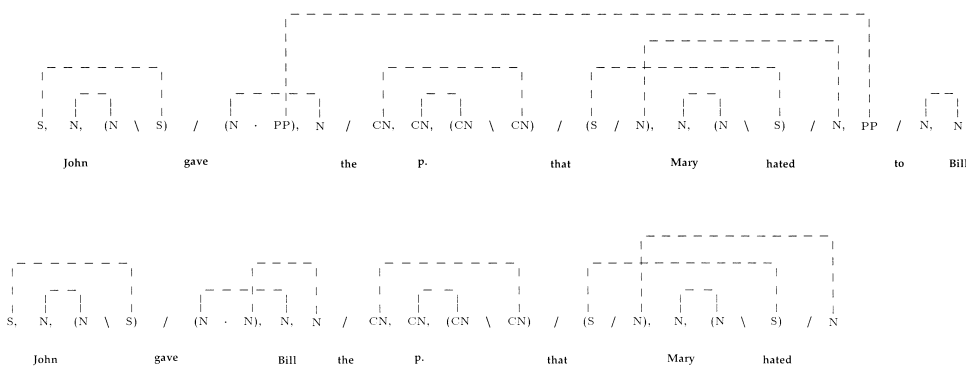 S, N, (N \ S) / (N · PP), N / CN, CN, (CN \ CN) / (S / N), N, (N \ S) / N, PP / N, N
John gave the p. that Mary hated to Bill
S, N, (N \ S) / (N · N), N, N / CN, CN, (CN \ CN) / (S / N), N, (N \ S) / N
John gave Bill the p. that Mary hated